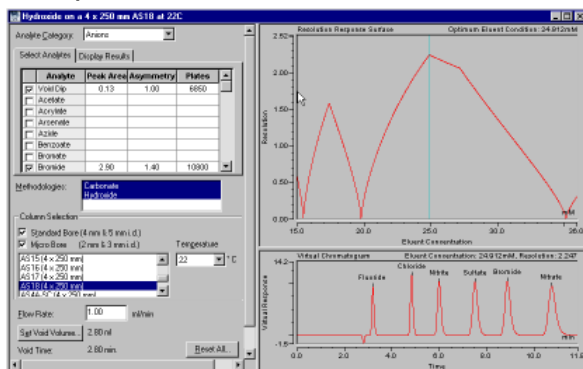 Hydroxide on a 4 x 250 mm AS18 at 22C
Analyte Category: Anions
Select Analytes Display Results
Analyte Peak Area Asymmetry Plates
Void Dip 0.13 1.00 6850
Acetate
Acrylate
Arsenate
Azide
Benzoate
Bromate
Bromide 2.80 1.40 10800
Methodologies: Carbonate
Hydroxide
Column Selection
Standard Bore (4 mm & 5 mm i.d.)
Micro Bore (2 mm & 3 mm i.d.) Temperature
AS15 (4 x 250 mm)
AS16 (4 x 250 mm)
AS17 (4 x 250 mm)
AS18 (4 x 250 mm)
AS4A-SC (4 x 250 mm)
22 °C
Flow Rate: 1.00 ml/min
Set Void Volume... 2.80 ml
Void Time: 2.80 min. Reset All...
Resolution Response Surface Optimum Eluent Condition: 24.912mM
2.50
2.00
1.50
1.00
0.50
0.00
Resolution
mM
15.0 20.0 25.0 30.0 35.0
Eluent Concentration
Virtual Chromatogram Eluent Concentration: 24.912mM, Resolution: 2.247
14.2
-1.5
Virtual Response
Fluoride Chloride Nitrite Sulfate Bromide Nitrate
min
0.0 2.0 4.0 6.0 8.0 10.0
Time